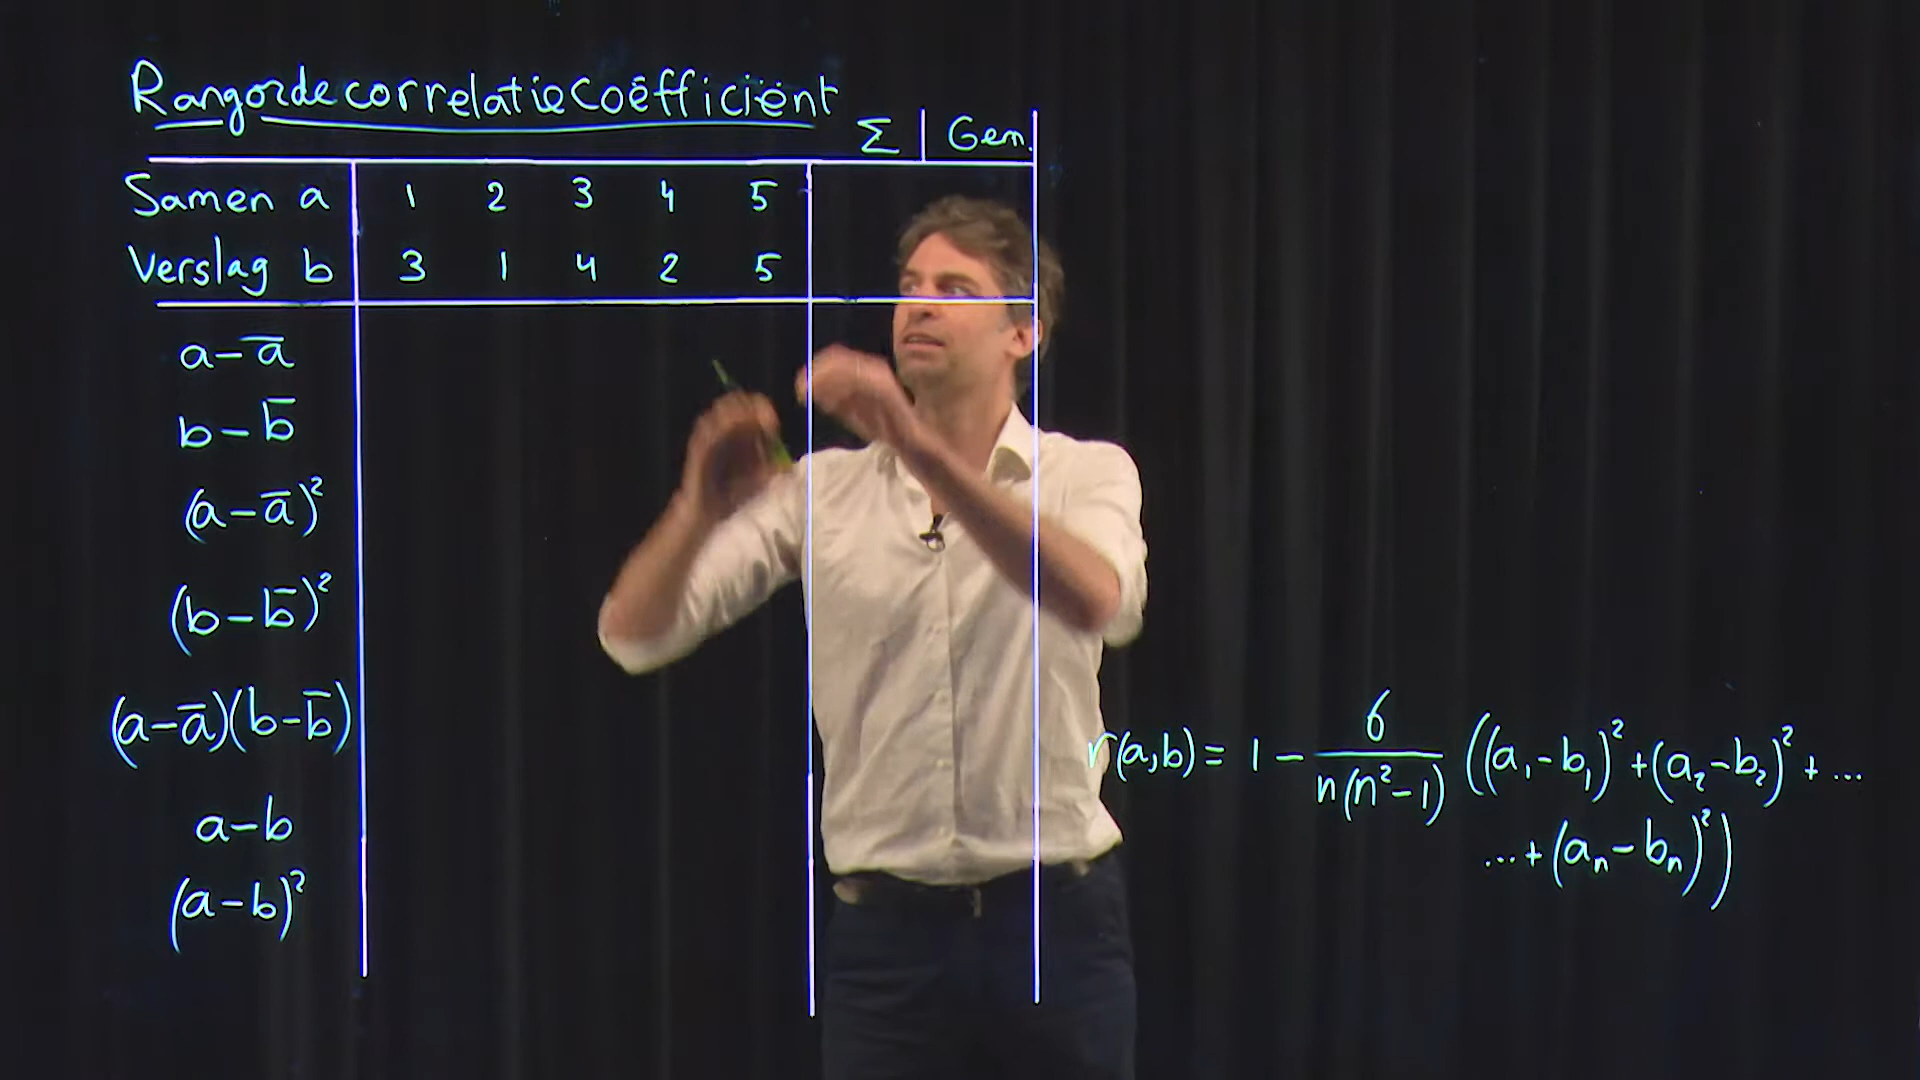 Rangordecorrelatiecoëfficiënt
Σ | Gem.
Samen a 1 2 3 4 5
Verslag b 3 1 4 2 5
a-a̅
b-b̅
(a-a̅)²
(b-b̅)²
(a-a̅)(b-b̅)
a-b
(a-b)²
r(a,b) = 1 - 6/n(n²-1) ((a₁-b₁)²+(a₂-b₂)²+...
...+(aₙ-bₙ)²)